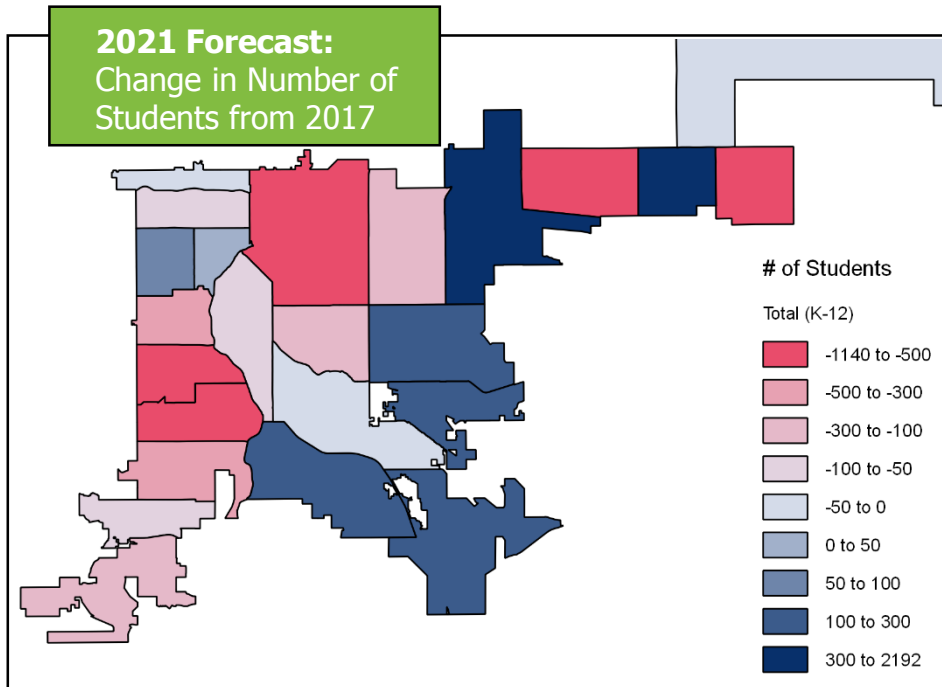 2021 Forecast:
Change in Number of
Students from 2017
# of Students
Total (K-12)
-1140 to -500
-500 to -300
-300 to -100
-100 to -50
-50 to 0
0 to 50
50 to 100
100 to 300
300 to 2192